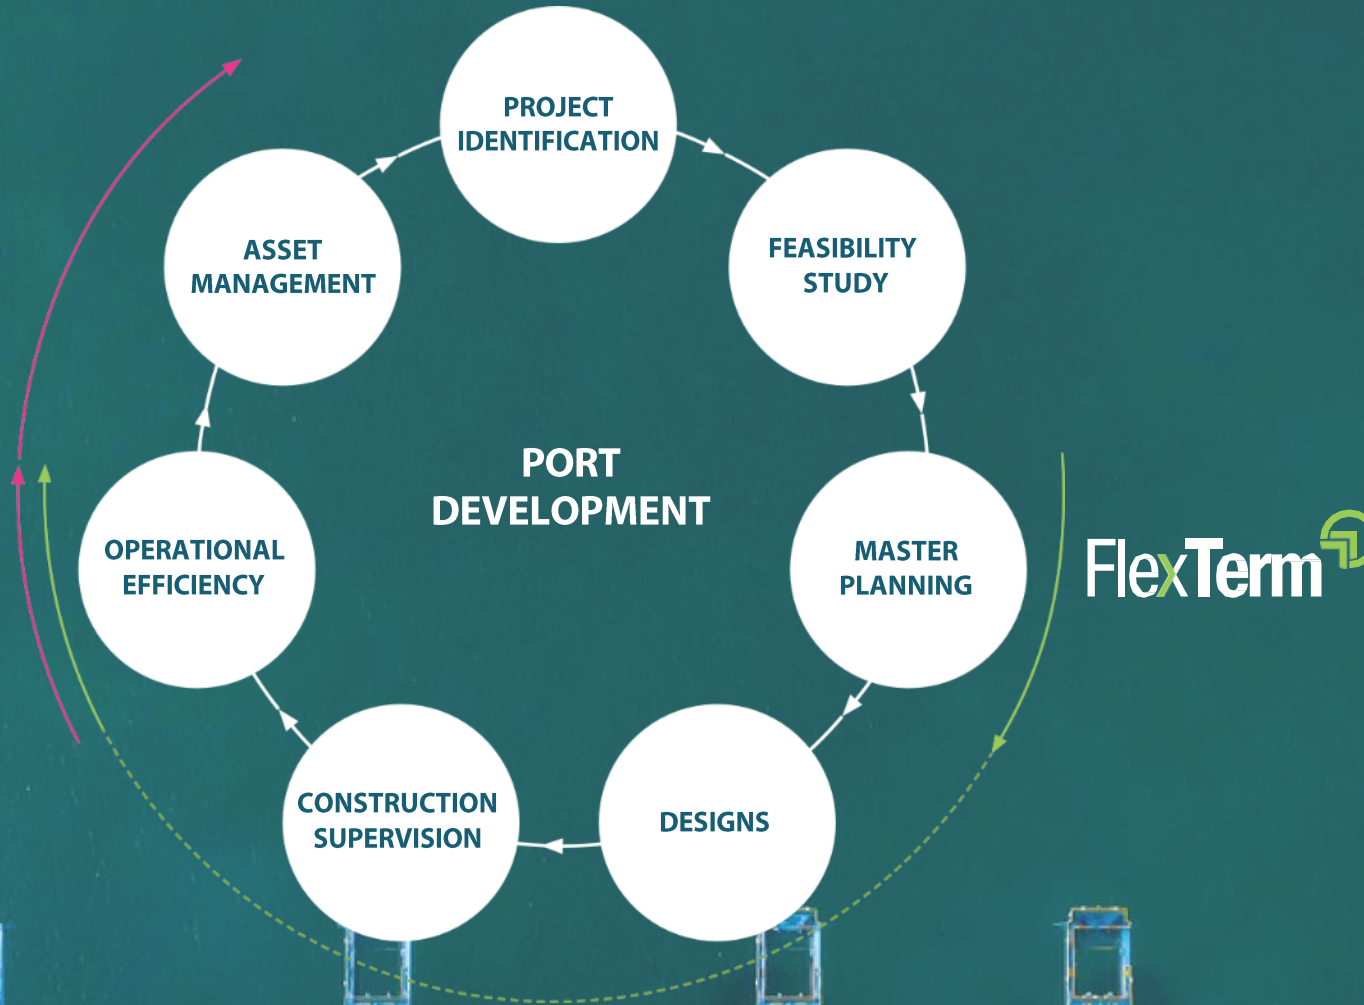 PROJECT
IDENTIFICATION
FEASIBILITY
STUDY
MASTER
PLANNING
DESIGNS
CONSTRUCTION
SUPERVISION
OPERATIONAL
EFFICIENCY
ASSET
MANAGEMENT
PORT
DEVELOPMENT
FlexTerm